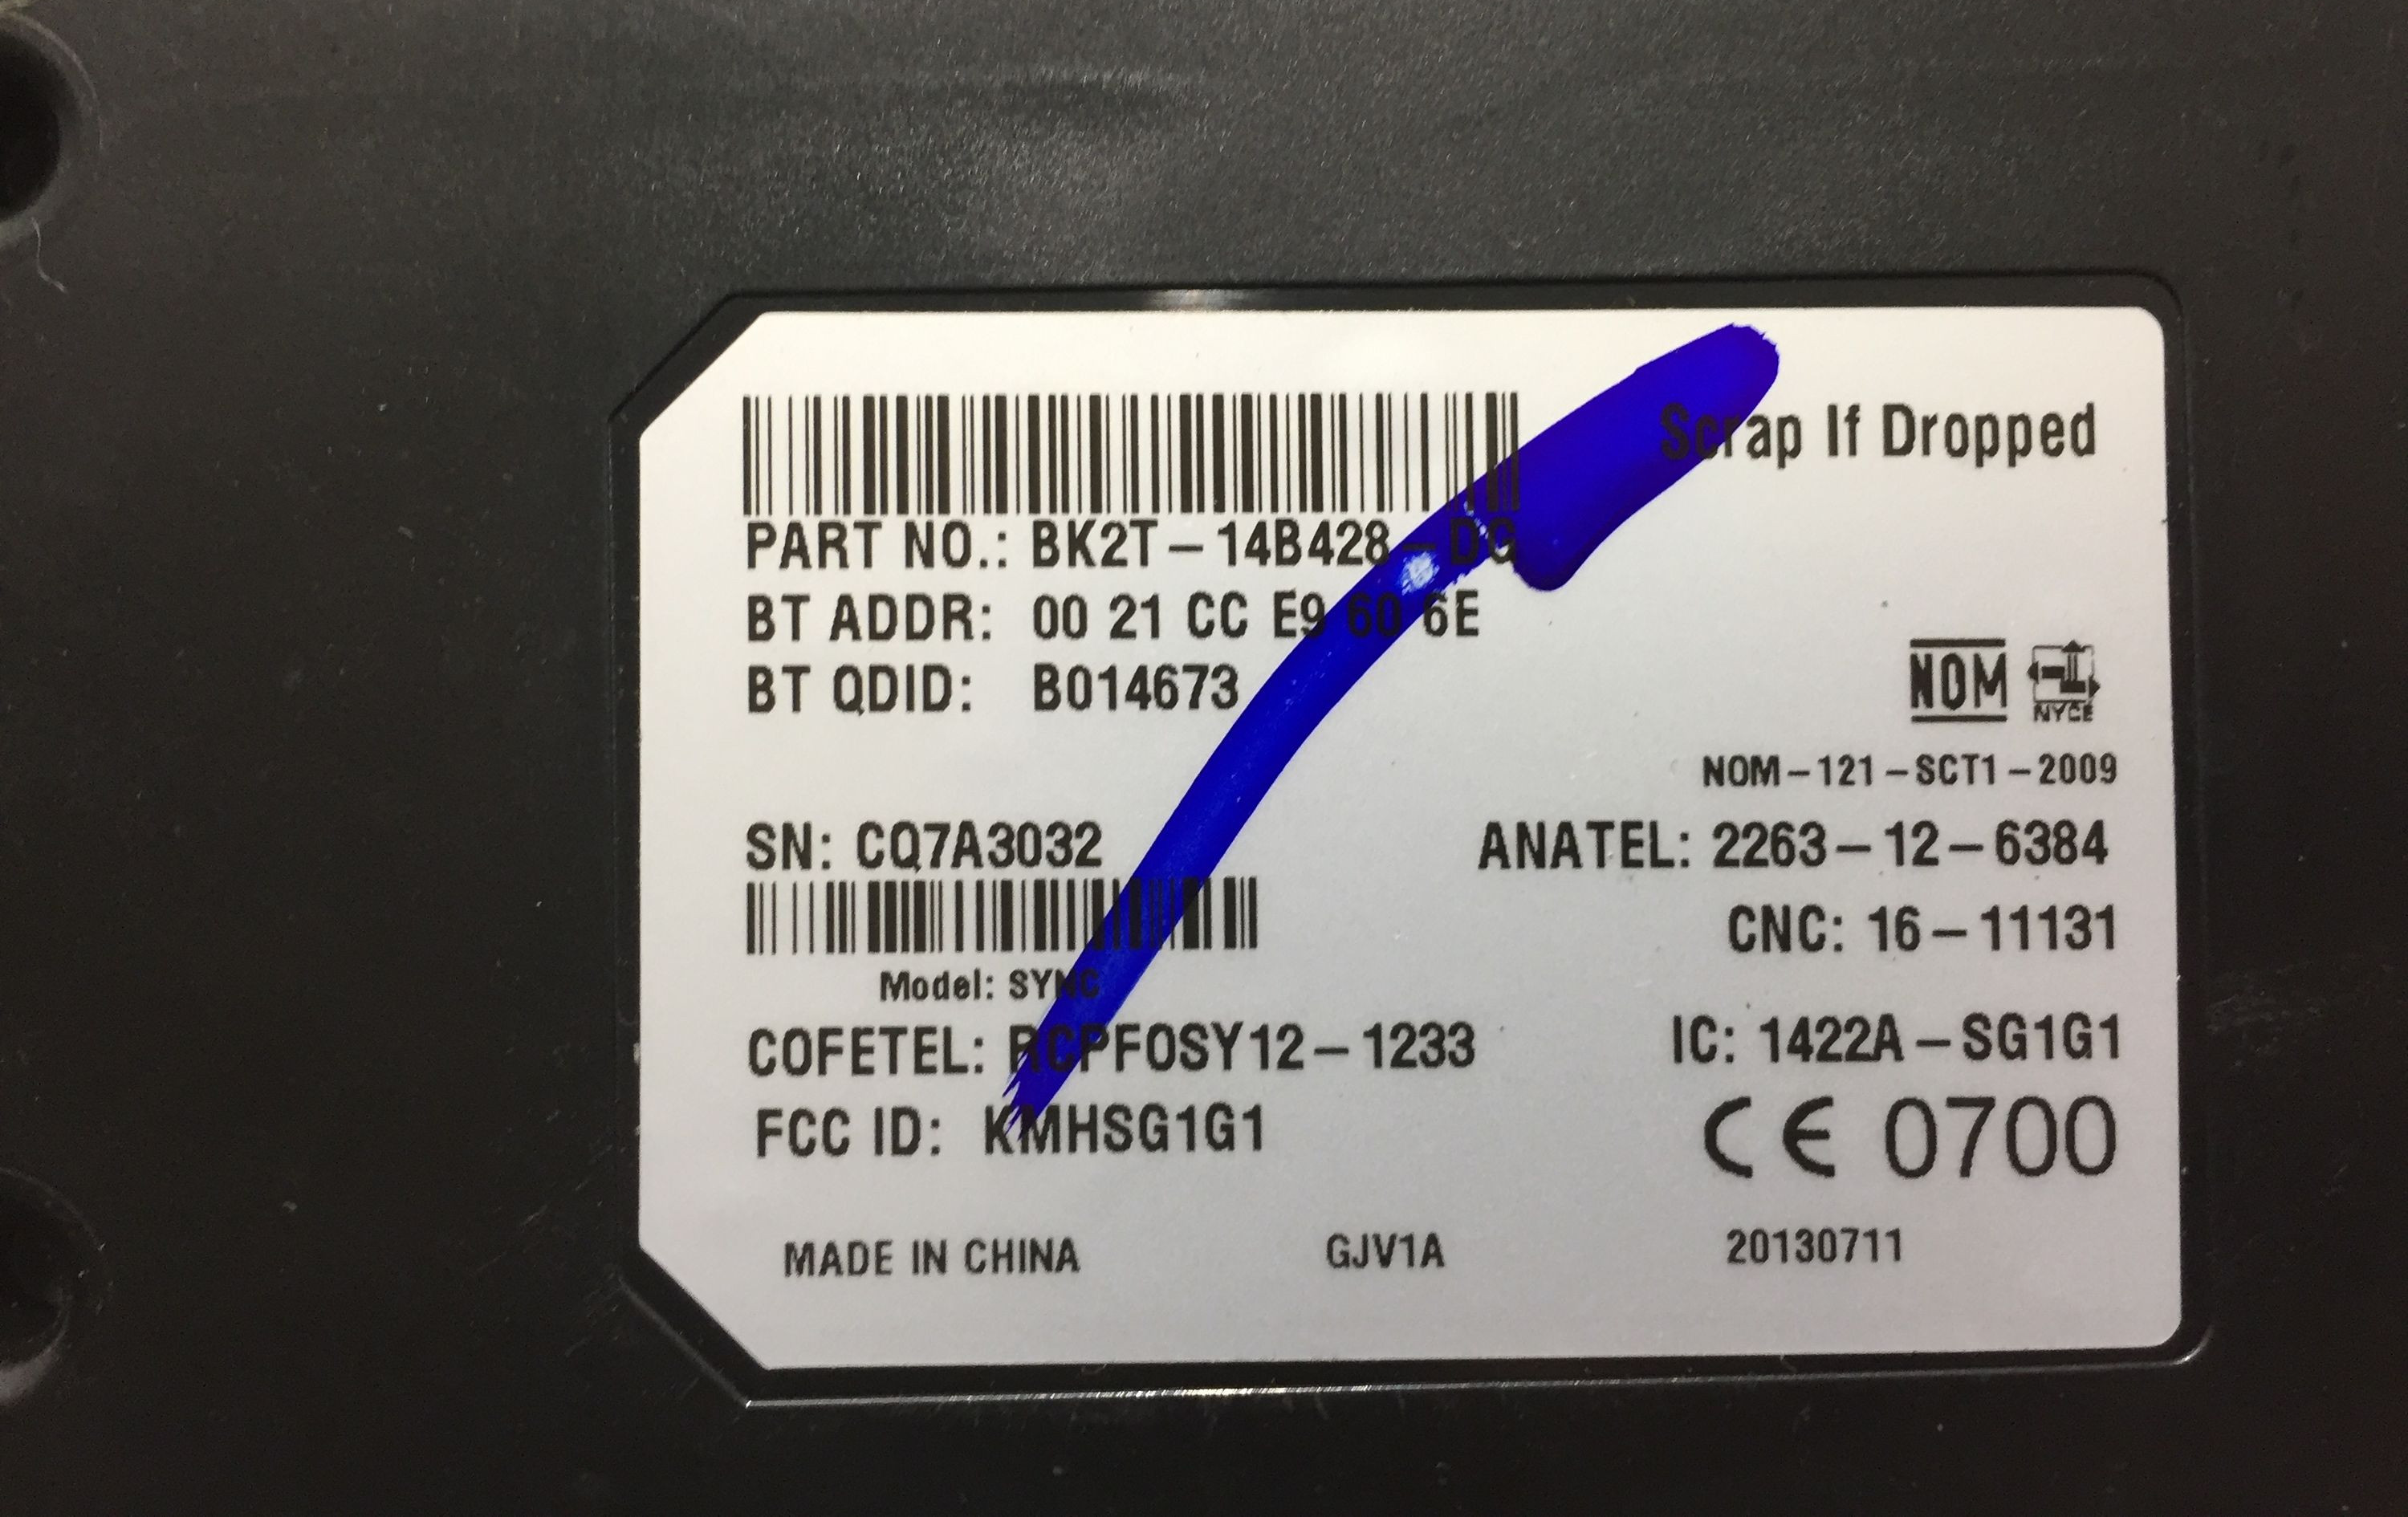 Scrap If Dropped
PART NO.: BK2T-14B428-DG
BT ADDR: 00 21 CC E9 60 6E
BT QDID: B014673
NOM NYCE
NOM-121-SCT1-2009
SN: CQ7A3032
ANATEL: 2263-12-6384
CNC: 16-11131
Model: SYNC
COFETEL: RCPFOSY12-1233
IC: 1422A-SG1G1
FCC ID: KMHSG1G1
CE 0700
MADE IN CHINA GJV1A 20130711